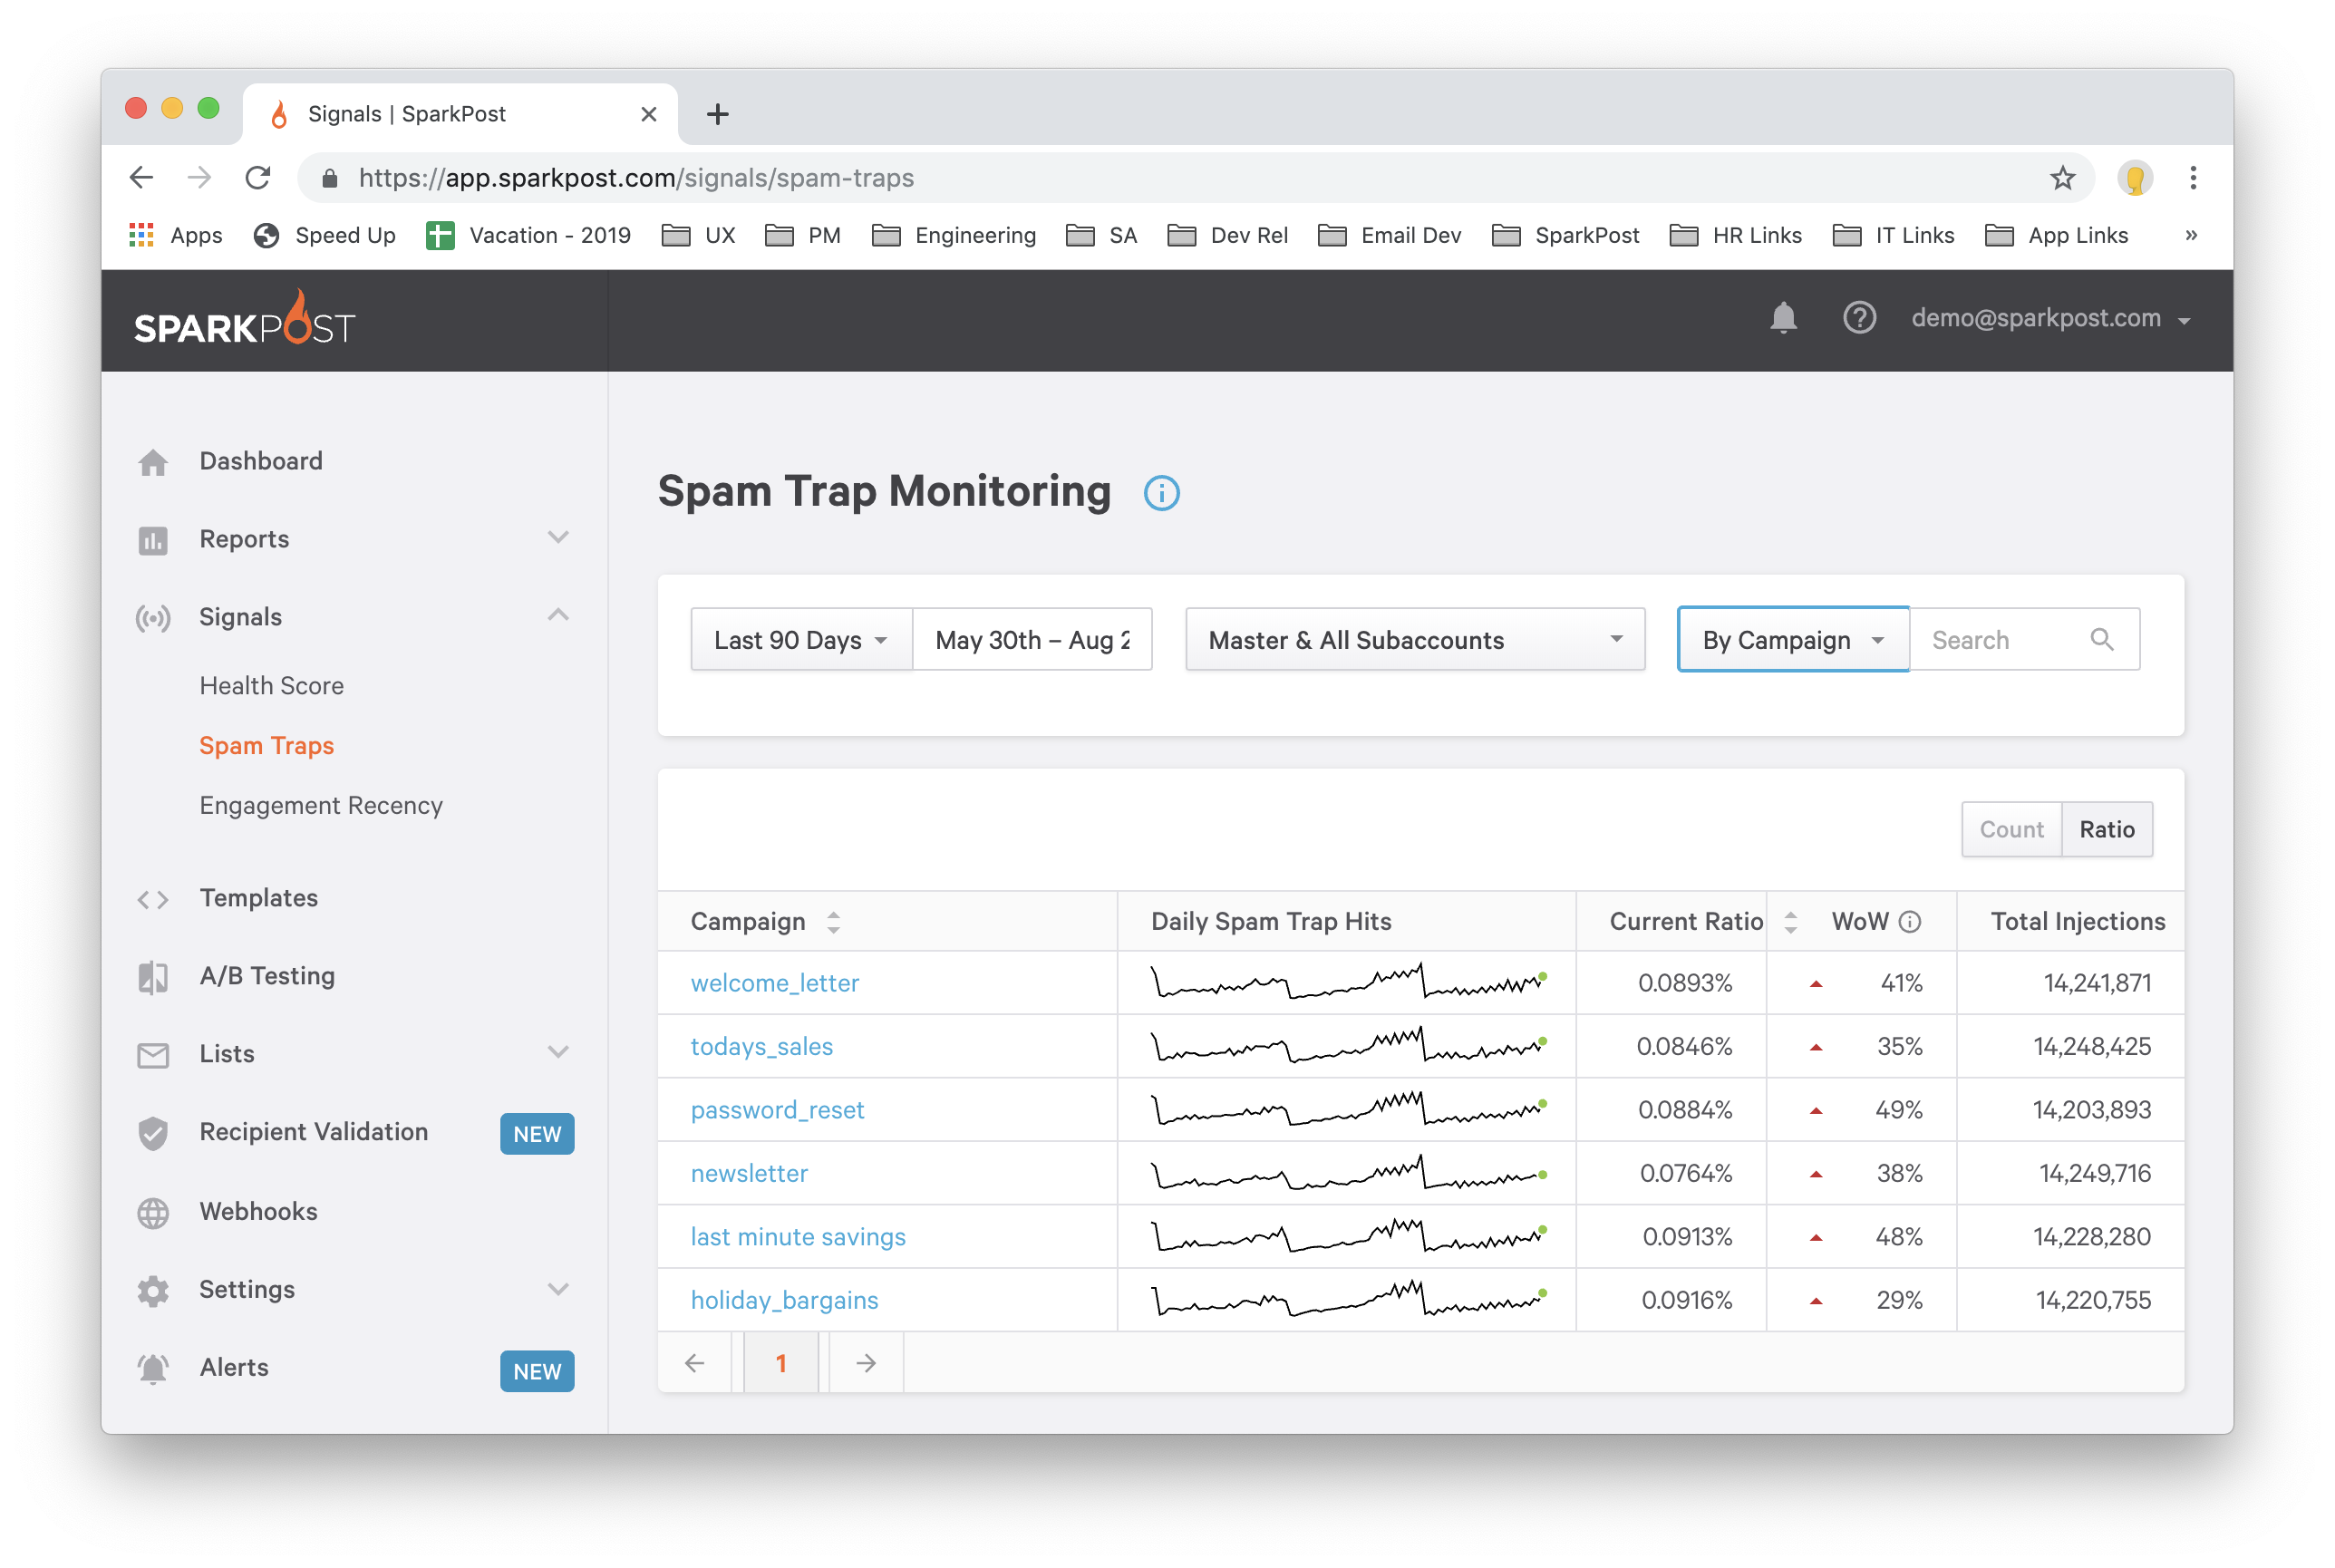 Signals | SparkPost
https://app.sparkpost.com/signals/spam-traps
Apps Speed Up Vacation - 2019 UX PM Engineering SA Dev Rel Email Dev SparkPost HR Links IT Links App Links »
SPARKPOST
demo@sparkpost.com
Dashboard
Reports
Signals
Health Score
Spam Traps
Engagement Recency
Templates
A/B Testing
Lists
Recipient Validation NEW
Webhooks
Settings
Alerts NEW
Spam Trap Monitoring
Last 90 Days May 30th – Aug 2 Master & All Subaccounts By Campaign Search
Count Ratio
Campaign Daily Spam Trap Hits Current Ratio WoW Total Injections
welcome_letter 0.0893% 41% 14,241,871
todays_sales 0.0846% 35% 14,248,425
password_reset 0.0884% 49% 14,203,893
newsletter 0.0764% 38% 14,249,716
last minute savings 0.0913% 48% 14,228,280
holiday_bargains 0.0916% 29% 14,220,755
1